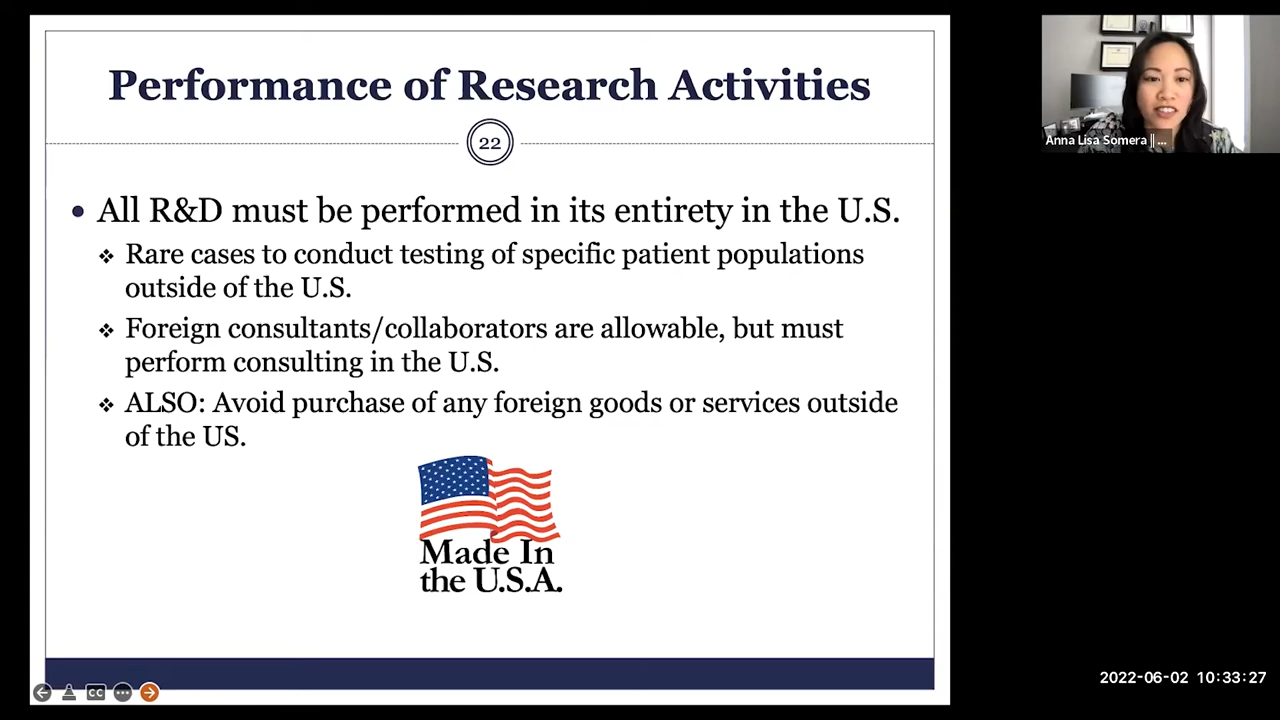 Performance of Research Activities
22
• All R&D must be performed in its entirety in the U.S.
❖ Rare cases to conduct testing of specific patient populations
outside of the U.S.
❖ Foreign consultants/collaborators are allowable, but must
perform consulting in the U.S.
❖ ALSO: Avoid purchase of any foreign goods or services outside
of the US.
Made In
the U.S.A.
Anna Lisa Somera || ...
CC
2022-06-02 10:33:27